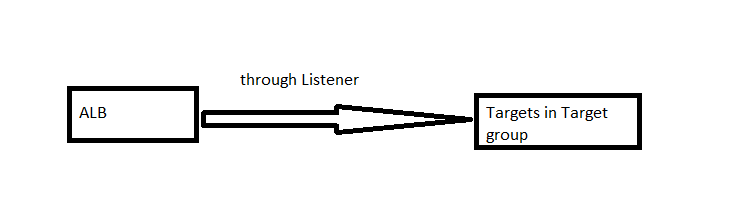 through Listener
ALB
Targets in Target
group